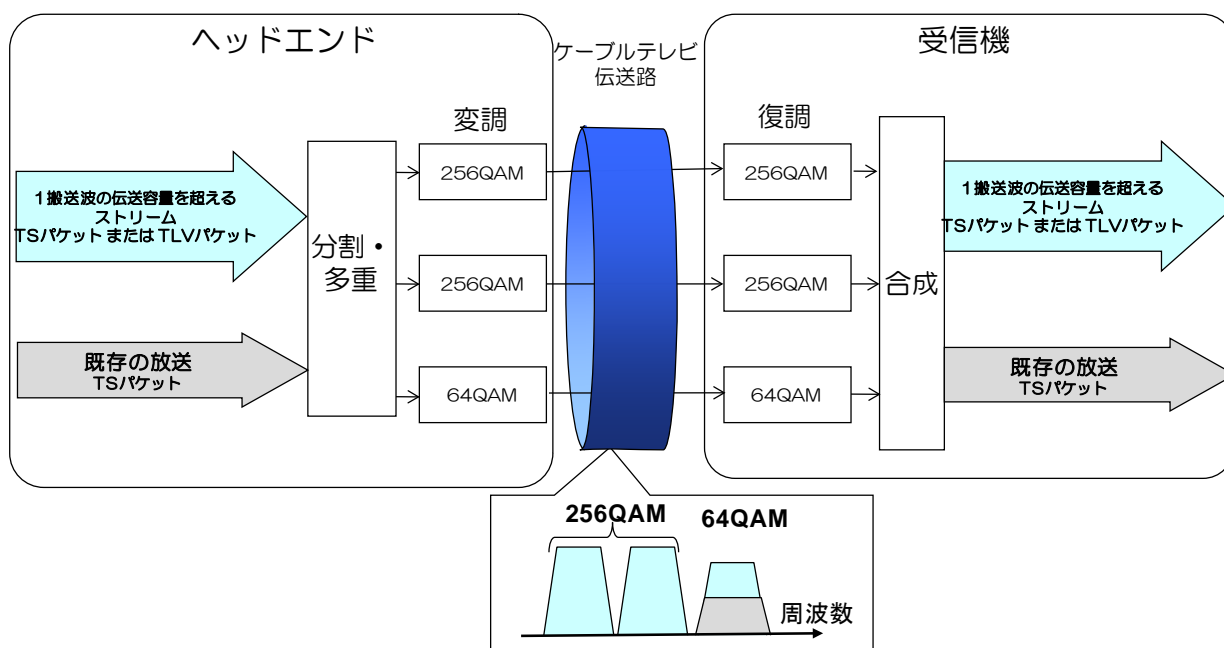 ヘッドエンド
ケーブルテレビ
伝送路
受信機
変調
復調
256QAM
256QAM
1搬送波の伝送容量を超える
ストリーム
TSパケット または TLVパケット
1搬送波の伝送容量を超える
ストリーム
TSパケット または TLVパケット
分割・
多重
256QAM
256QAM
合成
既存の放送
TSパケット
既存の放送
TSパケット
64QAM
64QAM
256QAM
64QAM
周波数